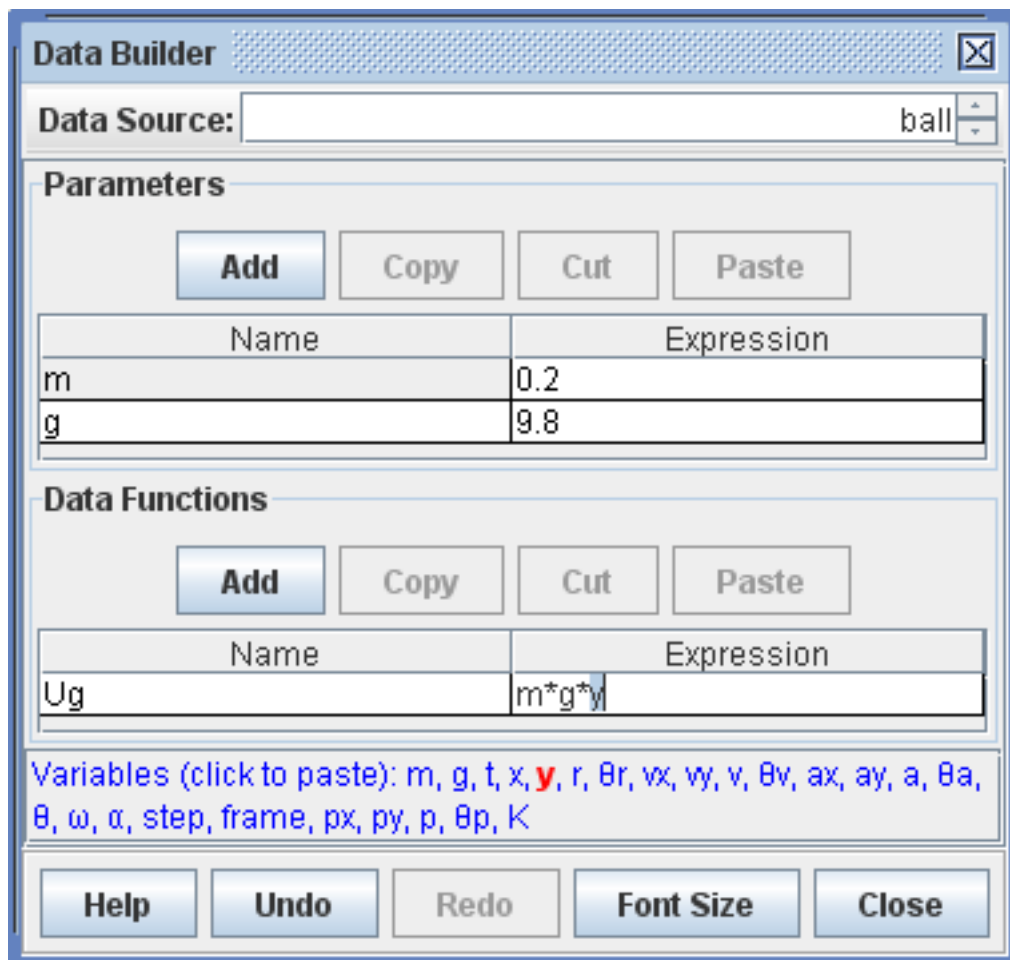 Data Builder
Data Source: ball
Parameters
Add Copy Cut Paste
Name Expression
m 0.2
g 9.8
Data Functions
Add Copy Cut Paste
Name Expression
Ug m*g*y
Variables (click to paste): m, g, t, x, y, r, θr, vx, vy, v, θv, ax, ay, a, θa,
θ, ω, α, step, frame, px, py, p, θp, K
Help Undo Redo Font Size Close